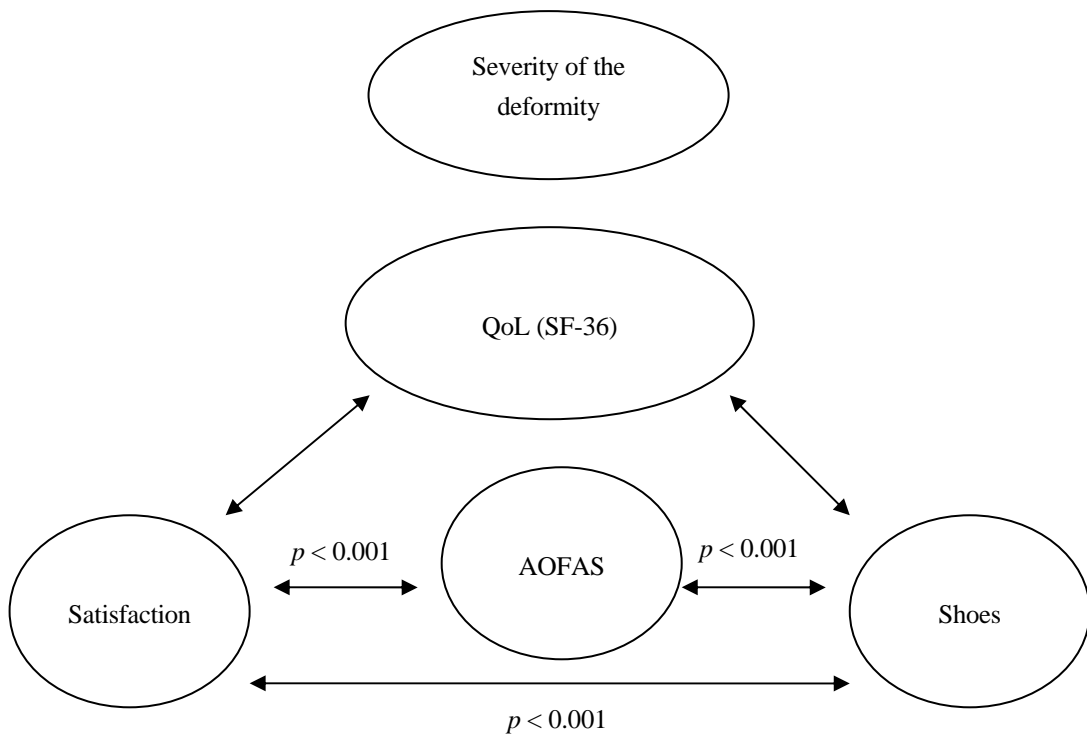 Severity of the
deformity
QoL (SF-36)
p < 0.001
p < 0.001
AOFAS
Satisfaction
Shoes
p < 0.001